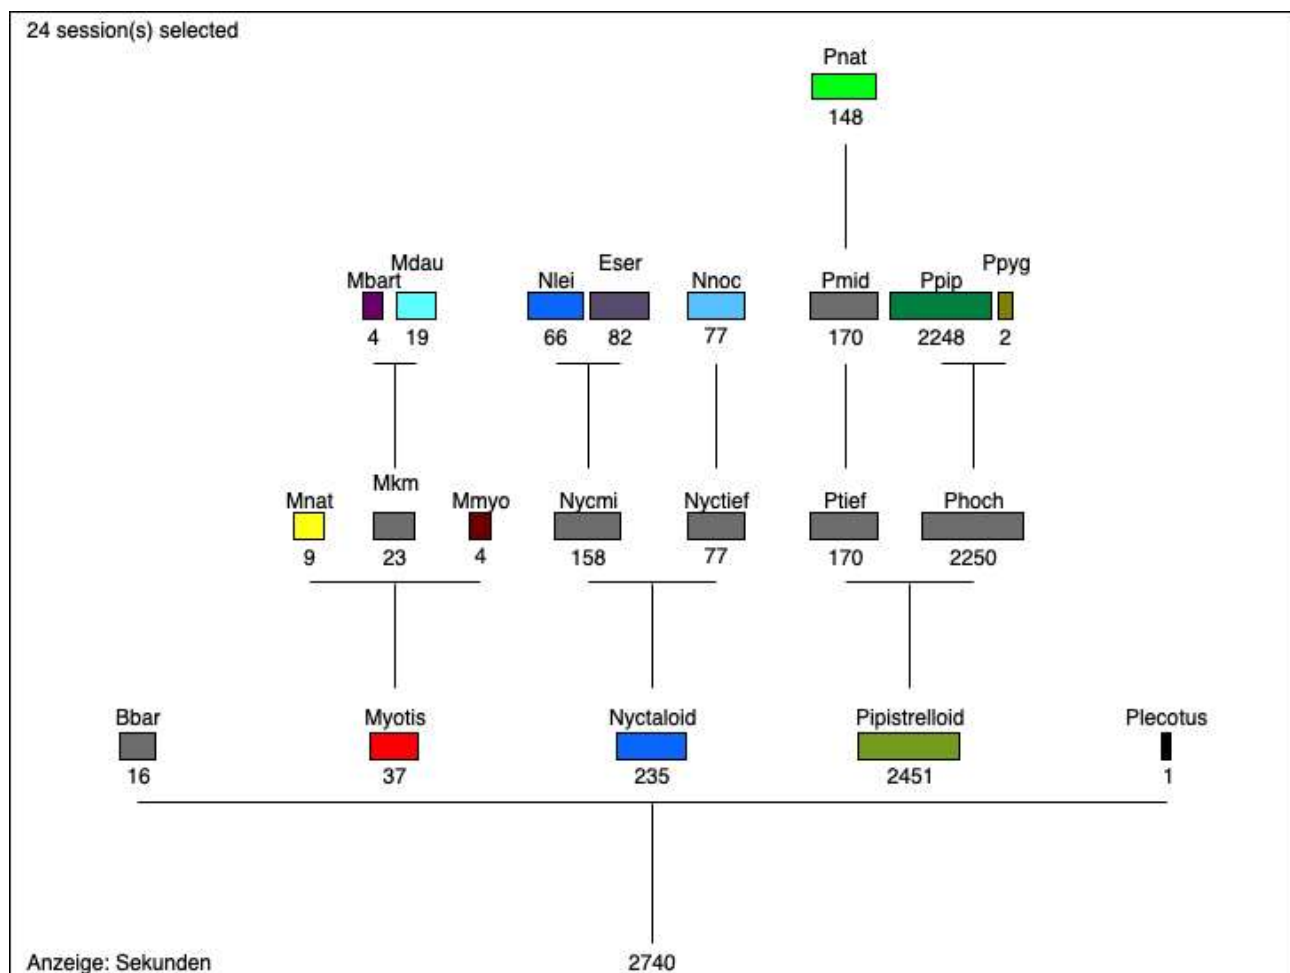 24 session(s) selected
Pnat
148
Mbart Mdau Nlei Eser Nnoc Pmid Ppip Ppyg
4 19 66 82 77 170 2248 2
Mnat Mkm Mmyo Nycmi Nyctief Ptief Phoch
9 23 4 158 77 170 2250
Bbar Myotis Nyctaloid Pipistrelloid Plecotus
16 37 235 2451 1
Anzeige: Sekunden 2740